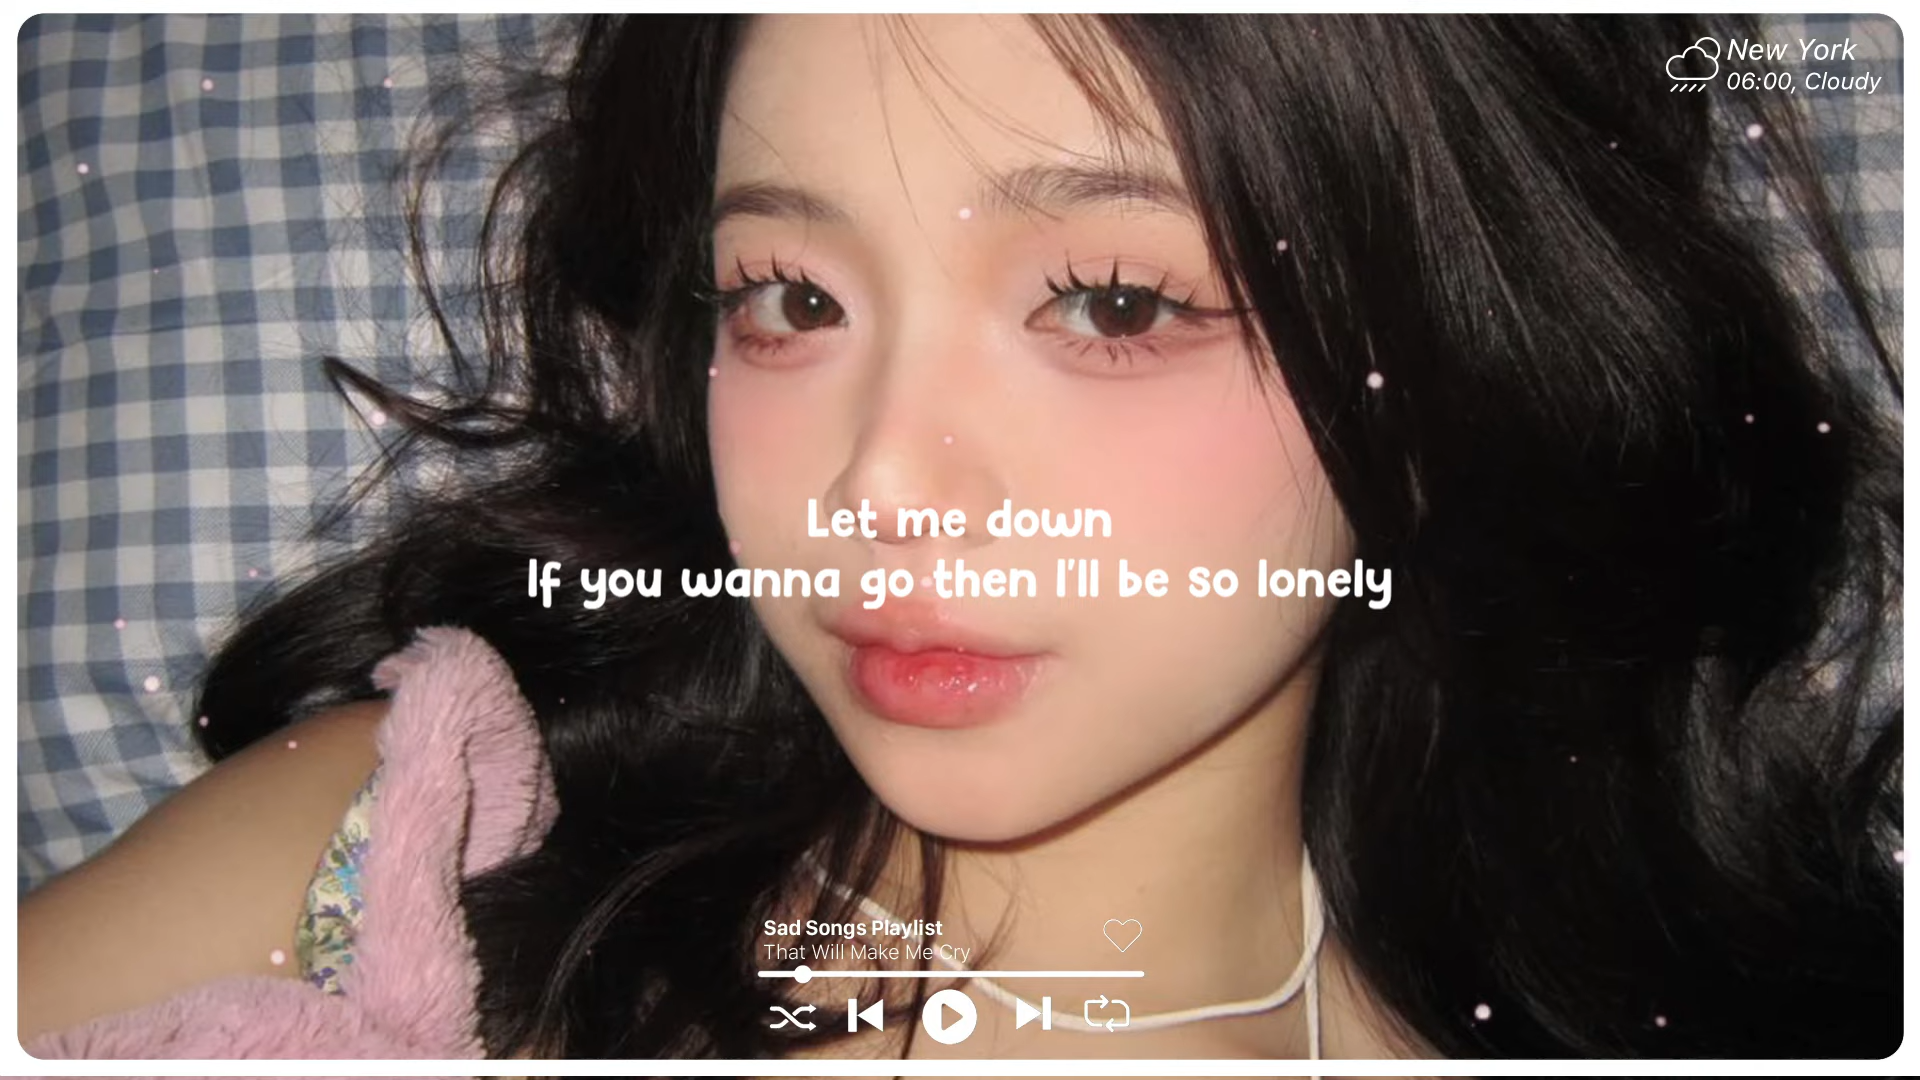 New York
06:00, Cloudy
Let me down
If you wanna go then I'll be so lonely
Sad Songs Playlist
That Will Make Me Cry